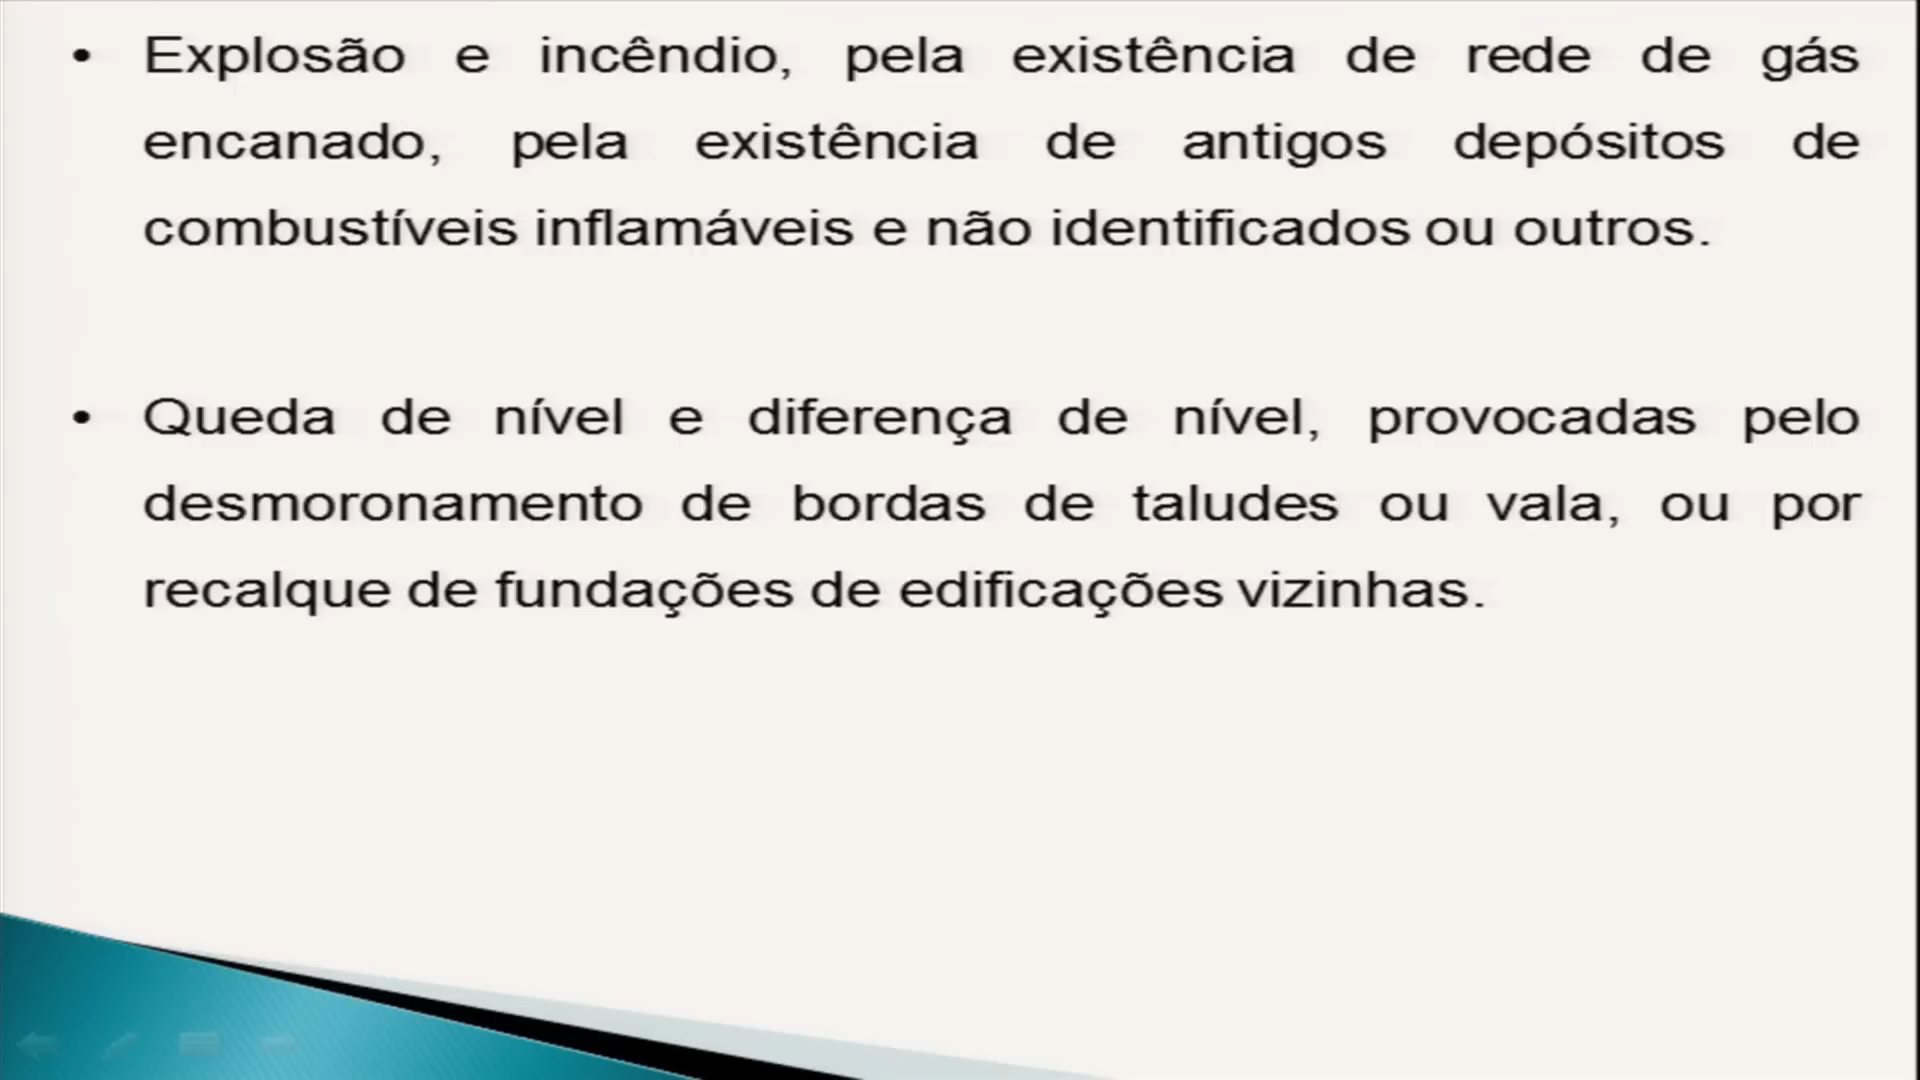 • Explosão e incêndio, pela existência de rede de gás
encanado, pela existência de antigos depósitos de
combustíveis inflamáveis e não identificados ou outros.
• Queda de nível e diferença de nível, provocadas pelo
desmoronamento de bordas de taludes ou vala, ou por
recalque de fundações de edificações vizinhas.